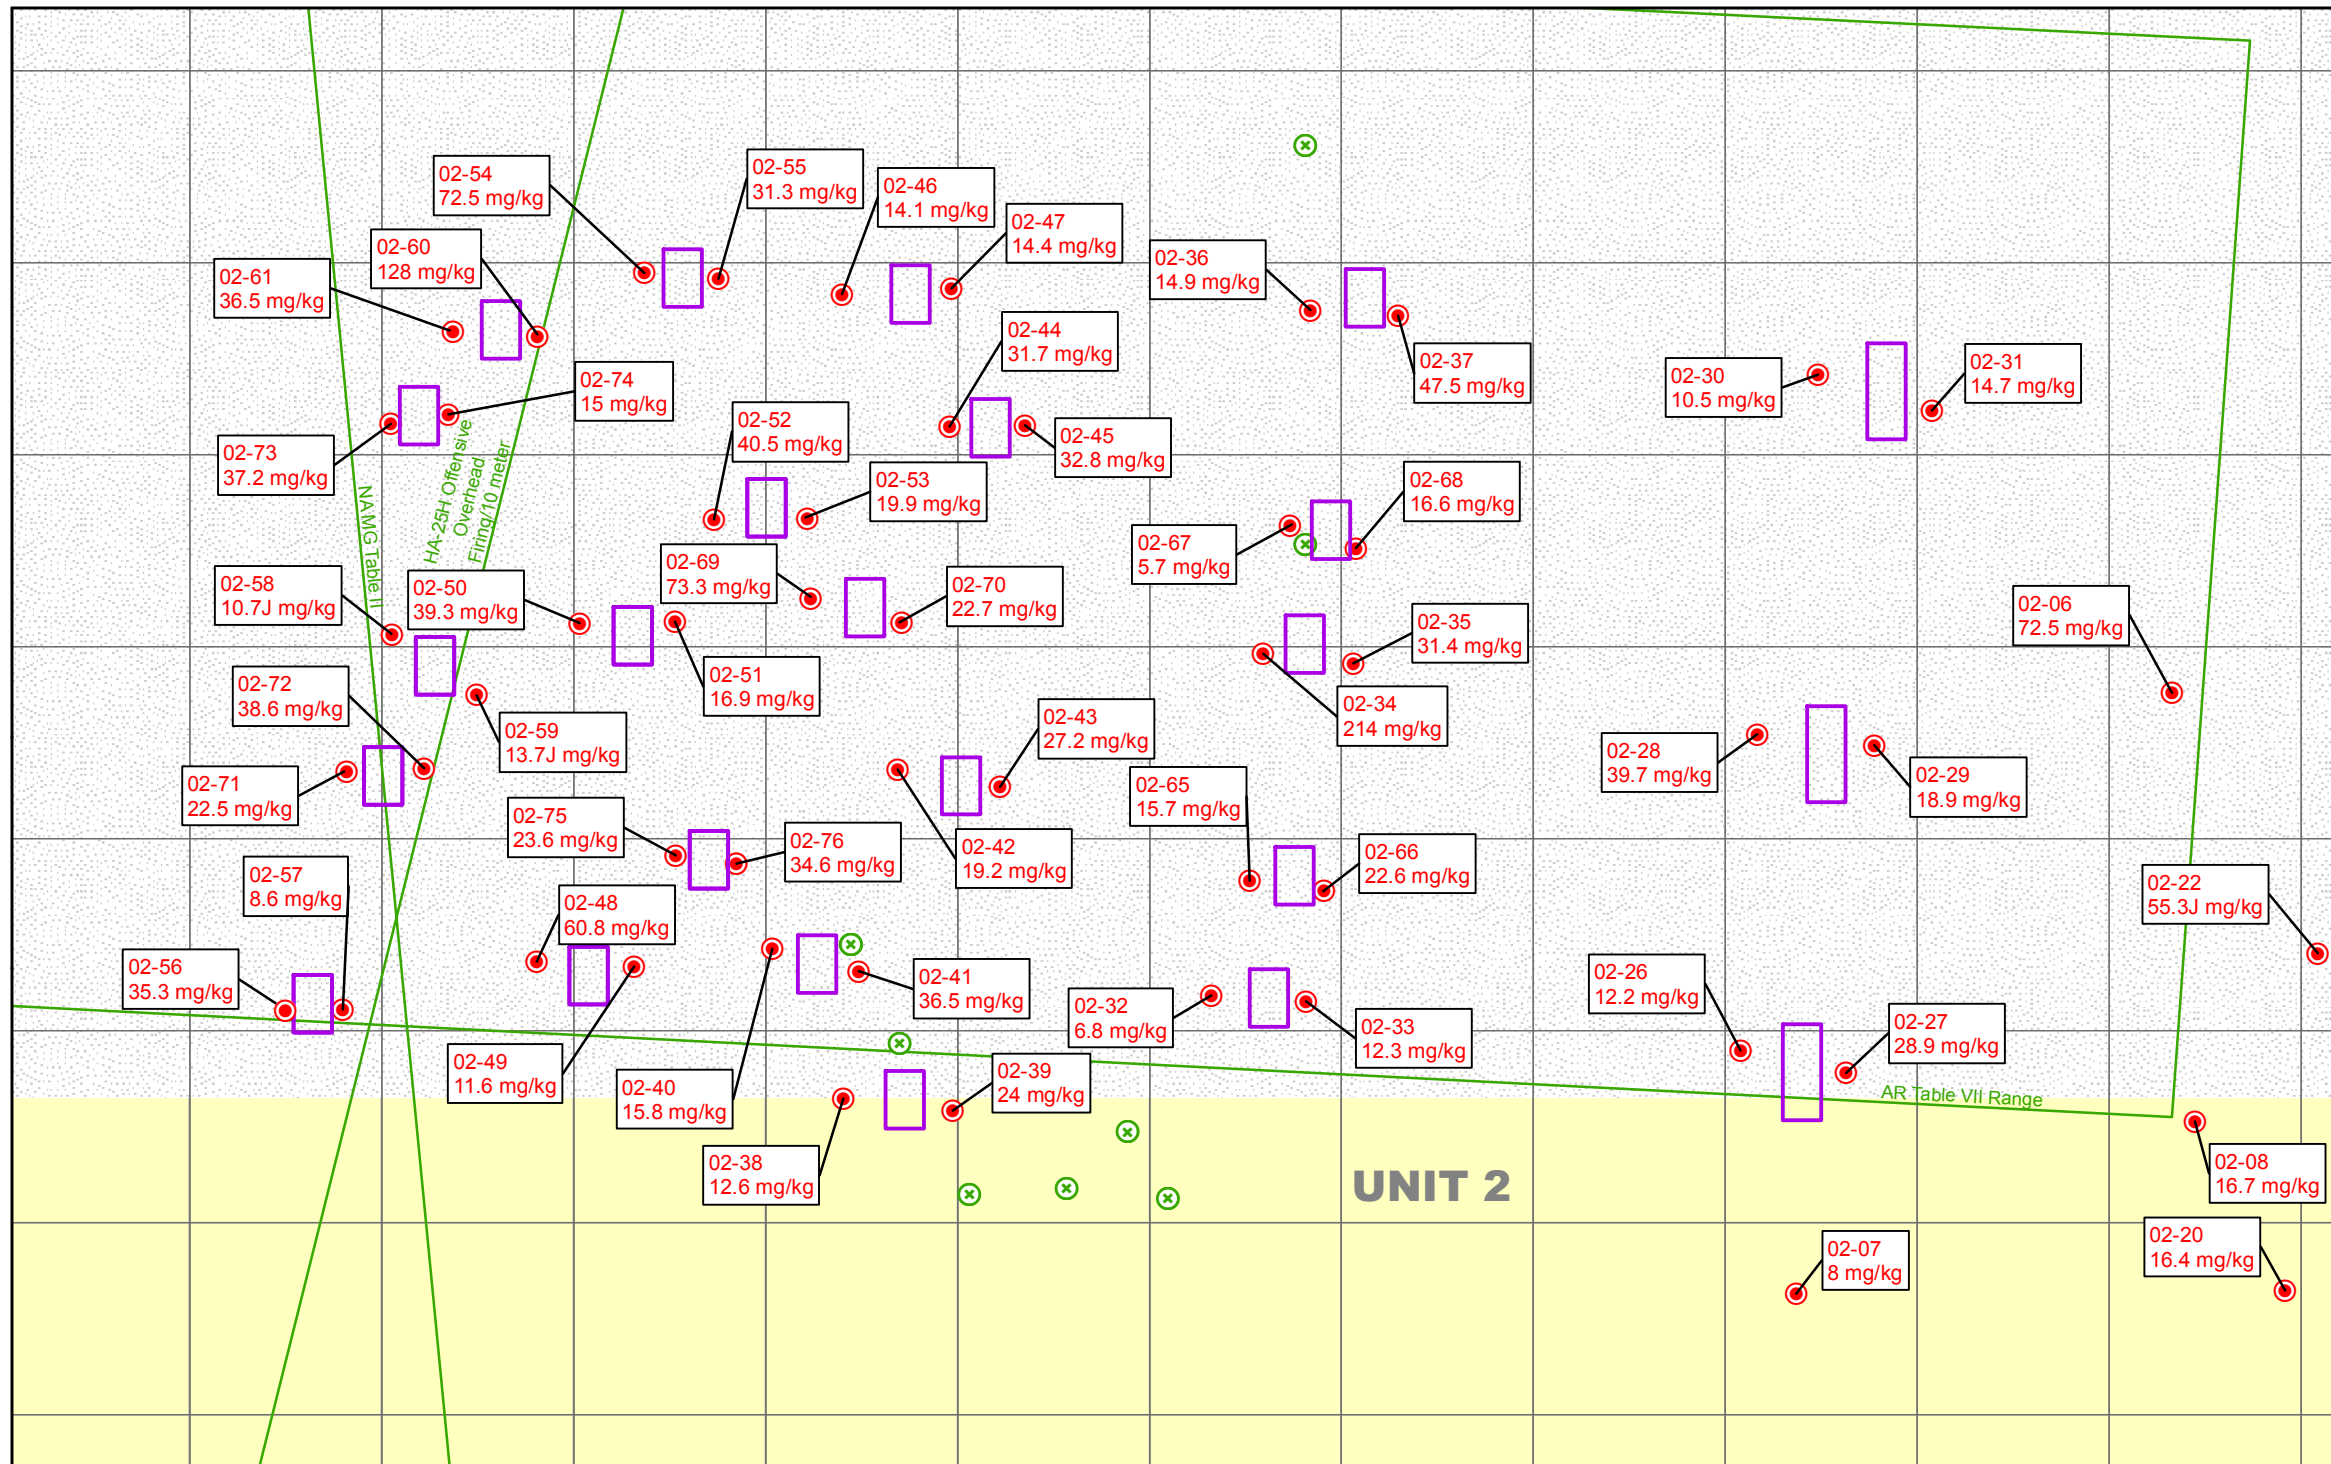 02-54
72.5 mg/kg
02-55
31.3 mg/kg
02-46
14.1 mg/kg
02-47
14.4 mg/kg
02-60
128 mg/kg
02-61
36.5 mg/kg
02-36
14.9 mg/kg
02-44
31.7 mg/kg
02-37
47.5 mg/kg
02-30
10.5 mg/kg
02-31
14.7 mg/kg
02-74
15 mg/kg
02-52
40.5 mg/kg
02-73
37.2 mg/kg
02-45
32.8 mg/kg
02-53
19.9 mg/kg
02-68
16.6 mg/kg
HA-25H Offensive
Overhead
Firing/10 meter
NAMG Table II
02-67
5.7 mg/kg
02-69
73.3 mg/kg
02-58
10.7J mg/kg
02-50
39.3 mg/kg
02-70
22.7 mg/kg
02-06
72.5 mg/kg
02-35
31.4 mg/kg
02-51
16.9 mg/kg
02-72
38.6 mg/kg
02-34
214 mg/kg
02-43
27.2 mg/kg
02-59
13.7J mg/kg
02-28
39.7 mg/kg
02-29
18.9 mg/kg
02-71
22.5 mg/kg
02-65
15.7 mg/kg
02-75
23.6 mg/kg
02-76
34.6 mg/kg
02-42
19.2 mg/kg
02-66
22.6 mg/kg
02-57
8.6 mg/kg
02-22
55.3J mg/kg
02-48
60.8 mg/kg
02-56
35.3 mg/kg
02-41
36.5 mg/kg
02-26
12.2 mg/kg
02-32
6.8 mg/kg
02-33
12.3 mg/kg
02-27
28.9 mg/kg
02-49
11.6 mg/kg
02-40
15.8 mg/kg
02-39
24 mg/kg
AR Table VII Range
02-38
12.6 mg/kg
UNIT 2
02-08
16.7 mg/kg
02-20
16.4 mg/kg
02-07
8 mg/kg